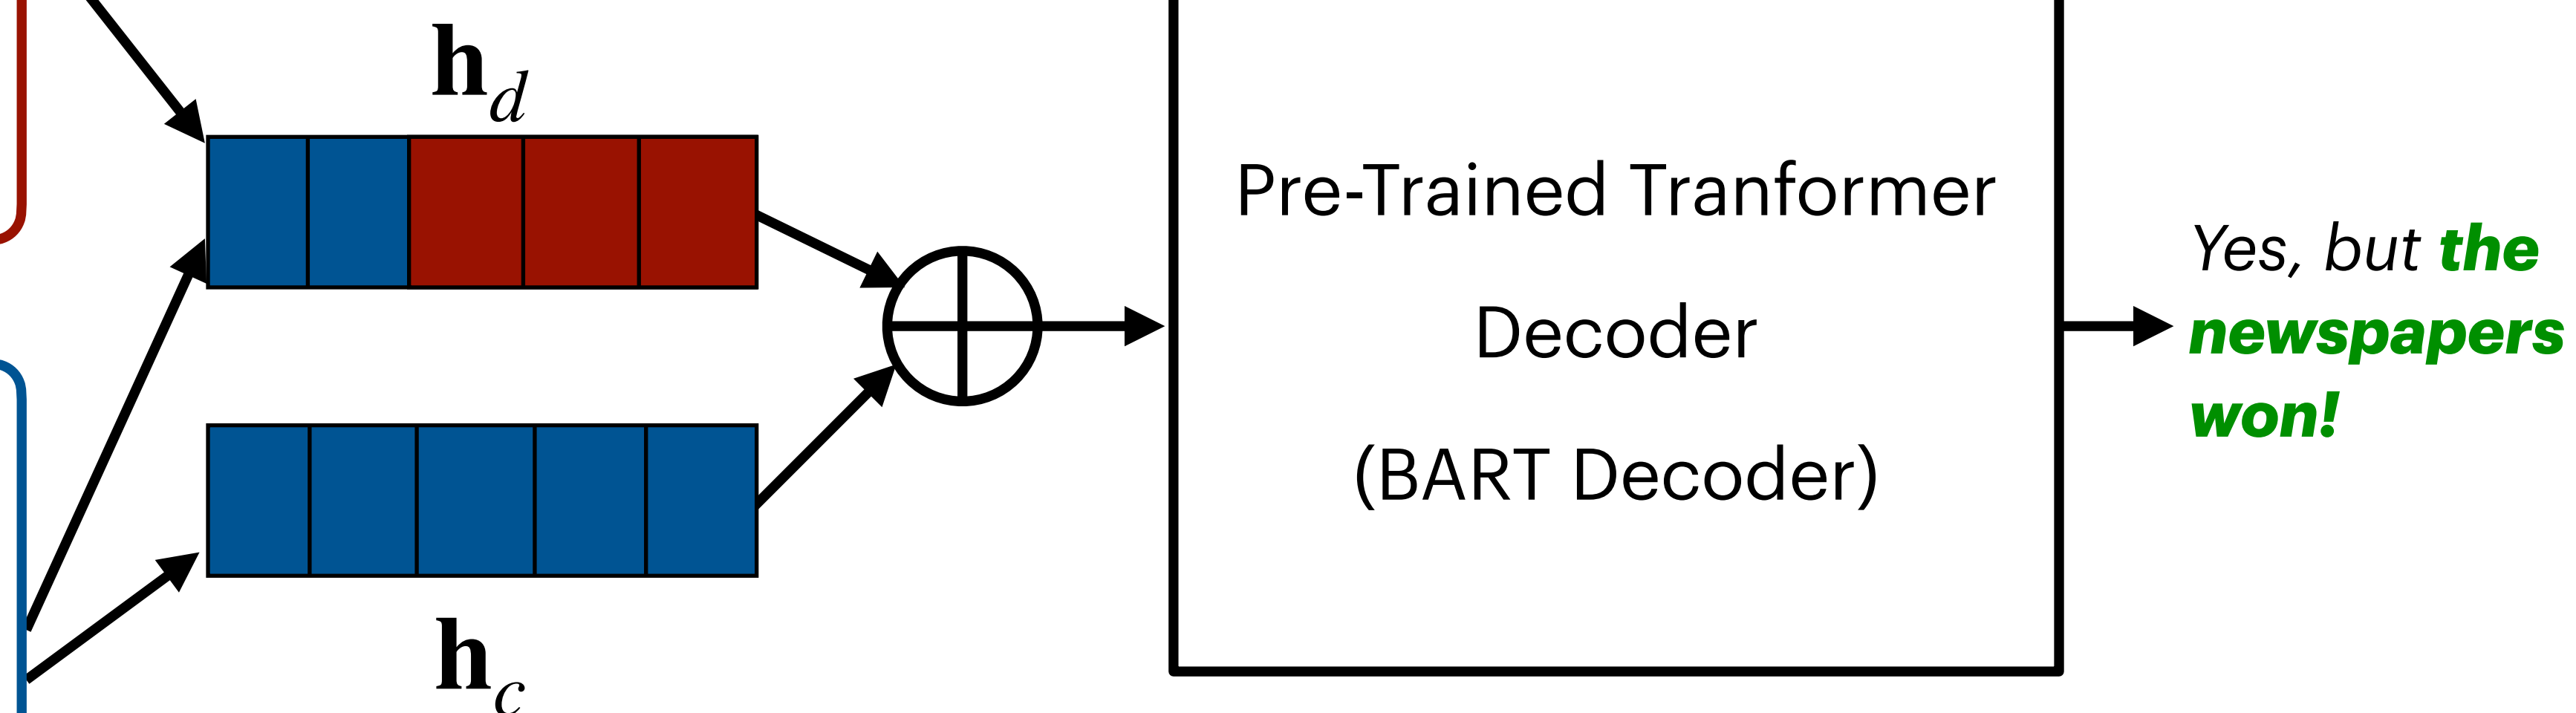 h_d
Pre-Trained Tranformer
Decoder
(BART Decoder)
Yes, but the
newspapers
won!
h_c